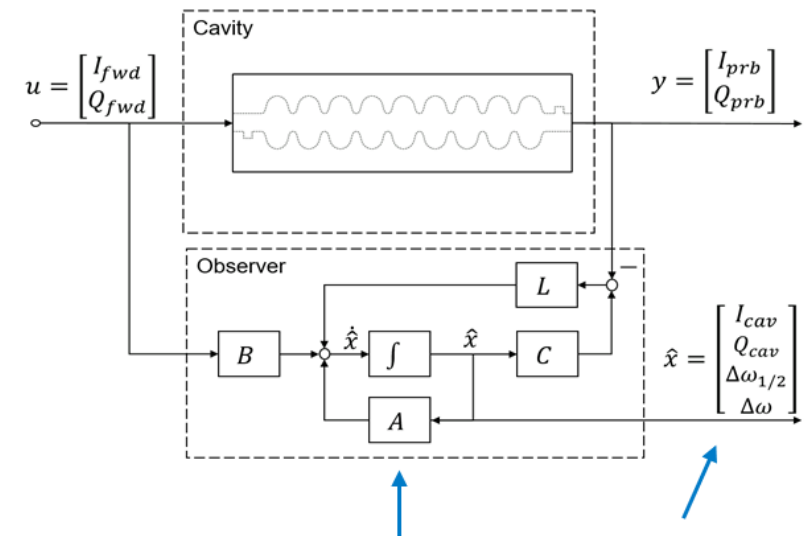 Cavity
u = [I_fwd
Q_fwd]
y = [I_prb
Q_prb]
Observer
L
−
B
x̂̇
∫
x̂
C
A
x̂ = [I_cav
Q_cav
Δω_1/2
Δω]